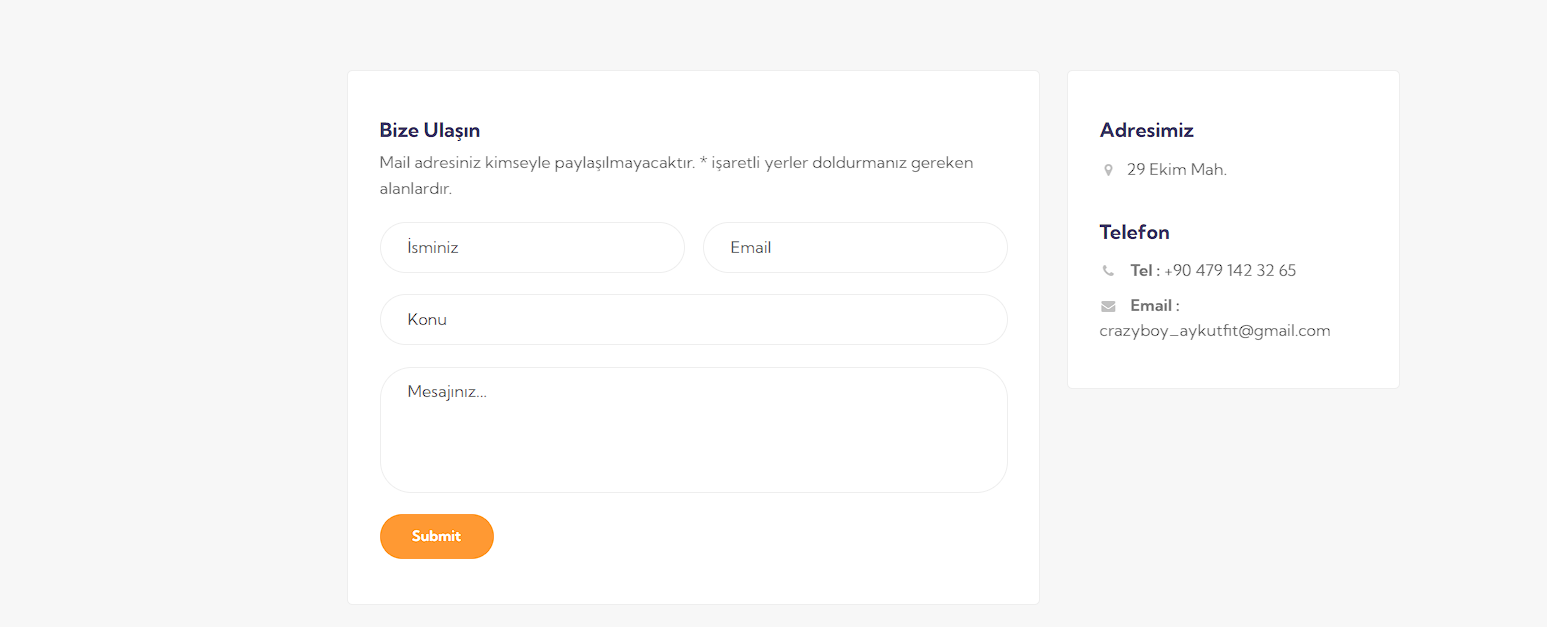 Bize Ulaşın
Mail adresiniz kimseyle paylaşılmayacaktır. * işaretli yerler doldurmanız gereken
alanlardır.
İsminiz
Email
Konu
Mesajınız...
Submit
Adresimiz
29 Ekim Mah.
Telefon
Tel : +90 479 142 32 65
Email :
crazyboy_aykutfit@gmail.com